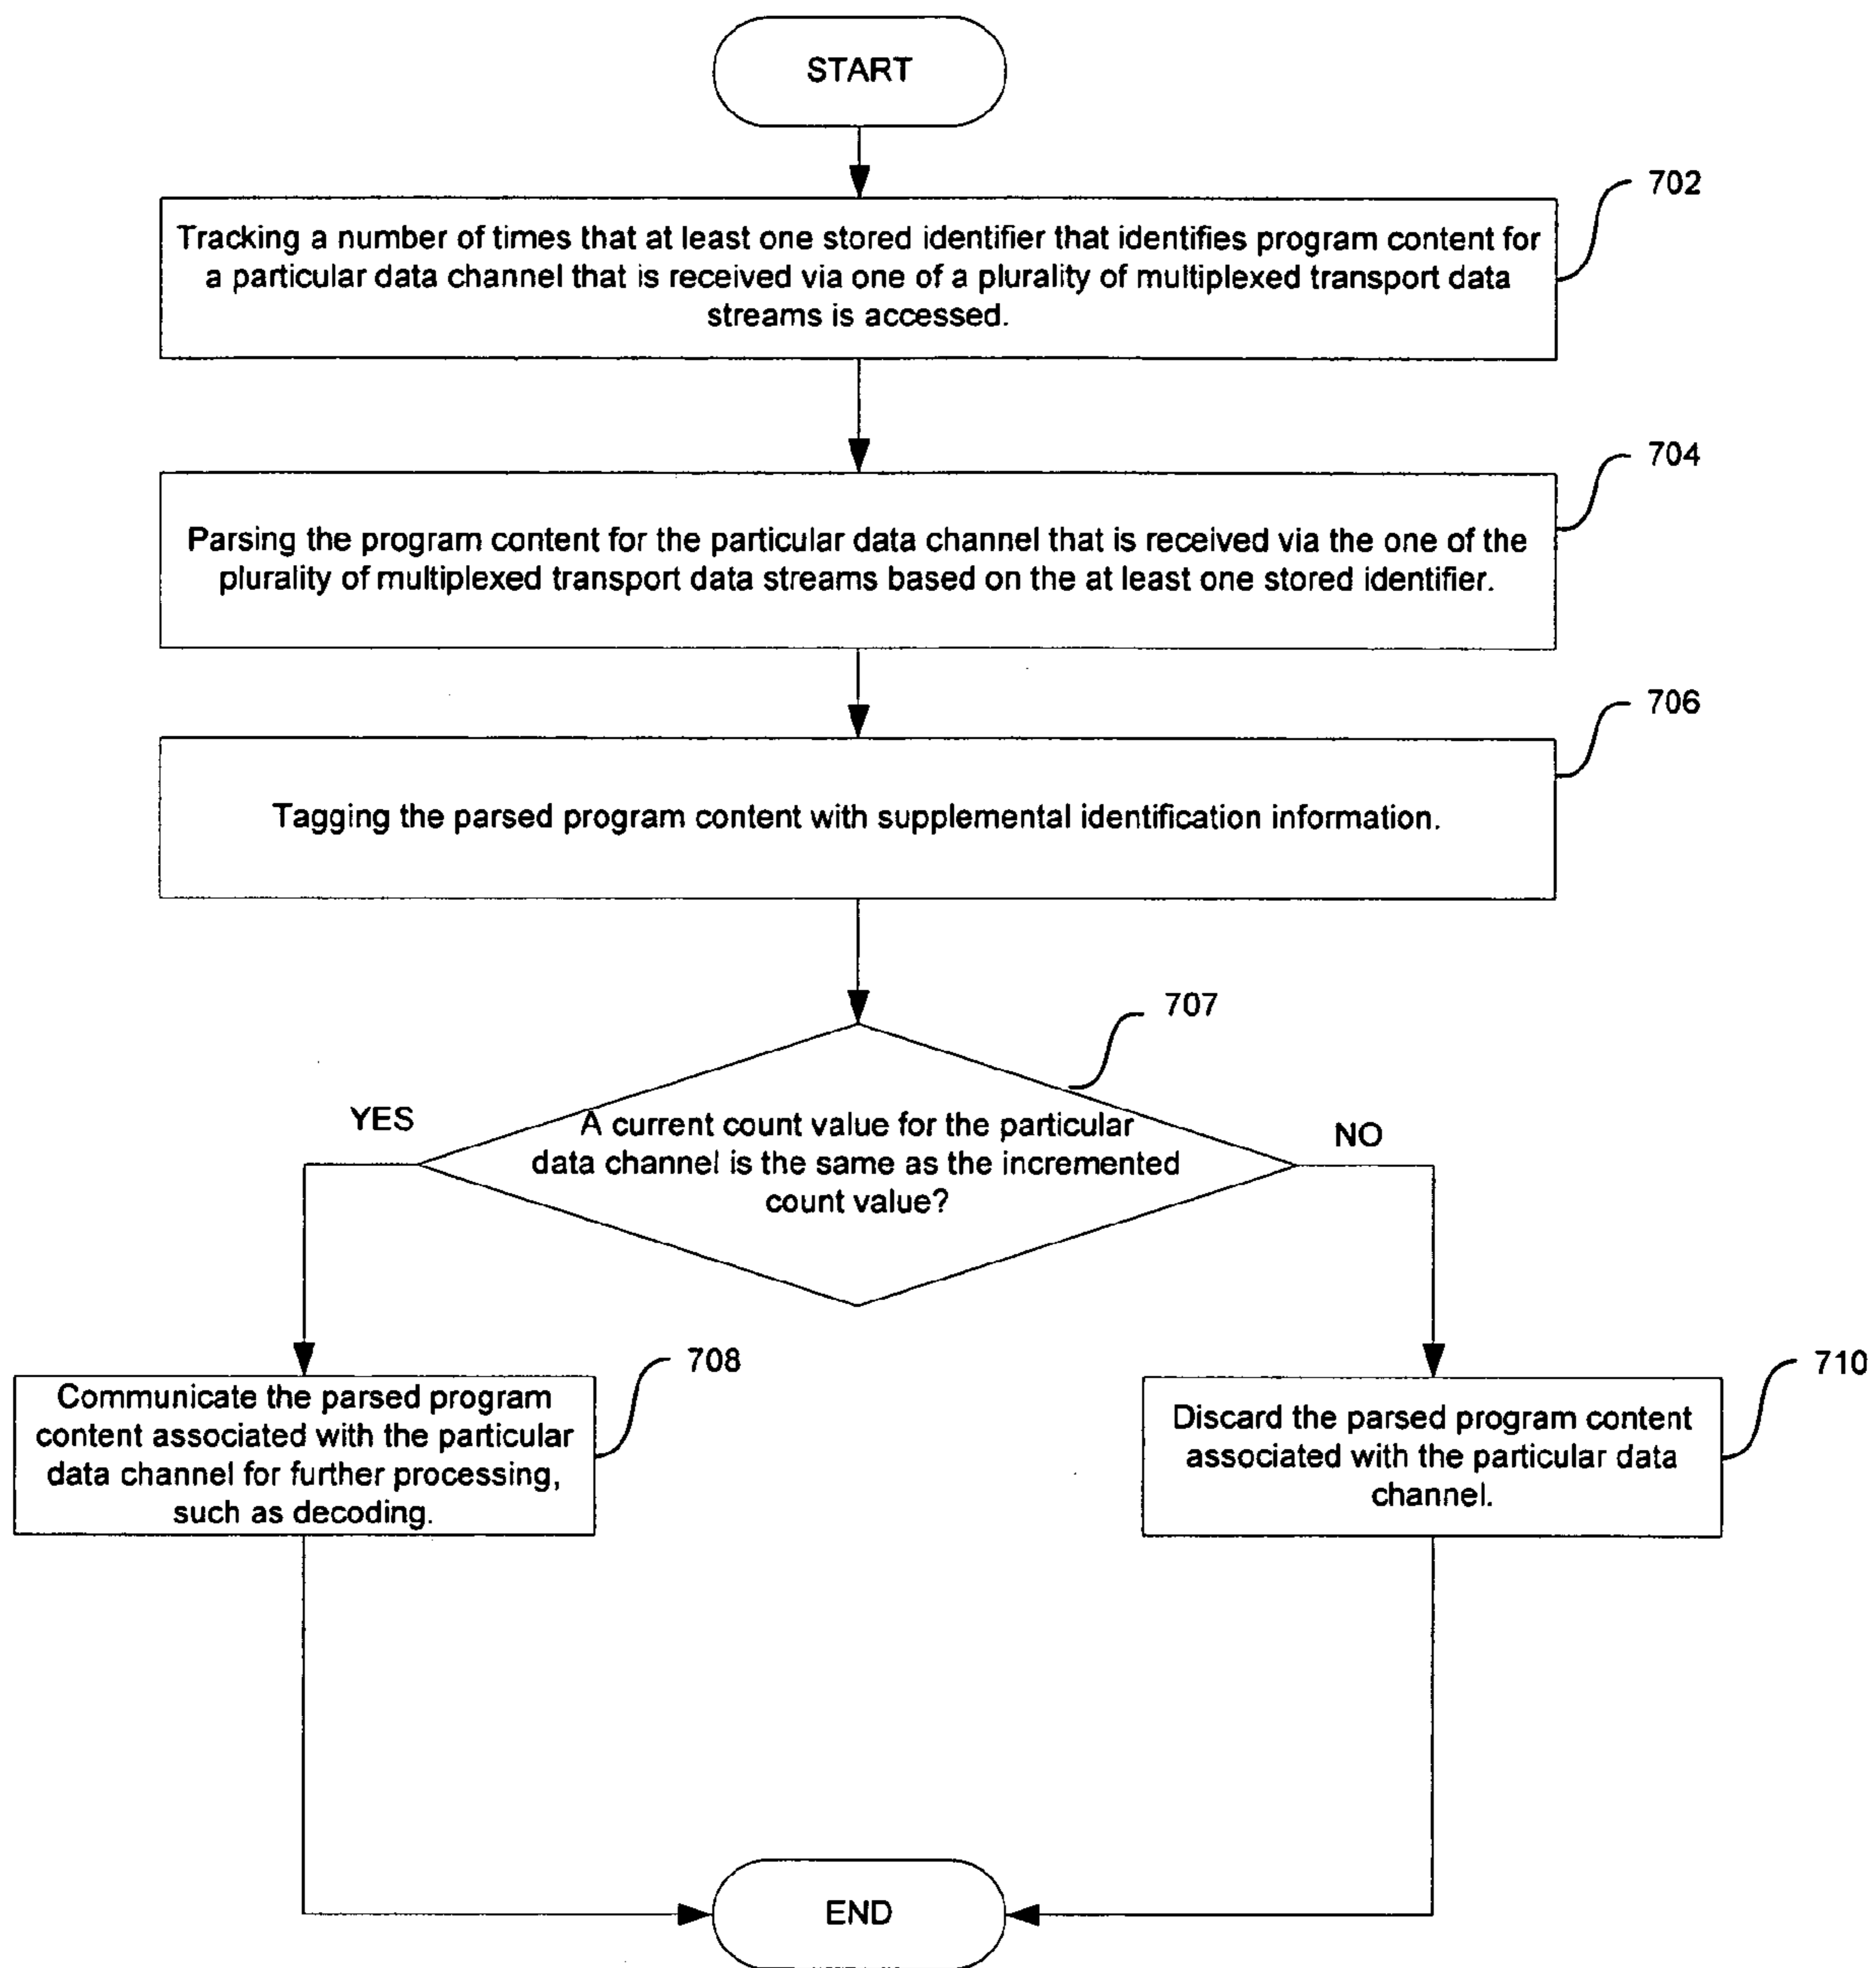 START
702
Tracking a number of times that at least one stored identifier that identifies program content for
a particular data channel that is received via one of a plurality of multiplexed transport data
streams is accessed.
704
Parsing the program content for the particular data channel that is received via the one of the
plurality of multiplexed transport data streams based on the at least one stored identifier.
706
Tagging the parsed program content with supplemental identification information.
707
YES
A current count value for the particular
data channel is the same as the incremented
count value?
NO
708
Communicate the parsed program
content associated with the particular
data channel for further processing,
such as decoding.
710
Discard the parsed program content
associated with the particular data
channel.
END